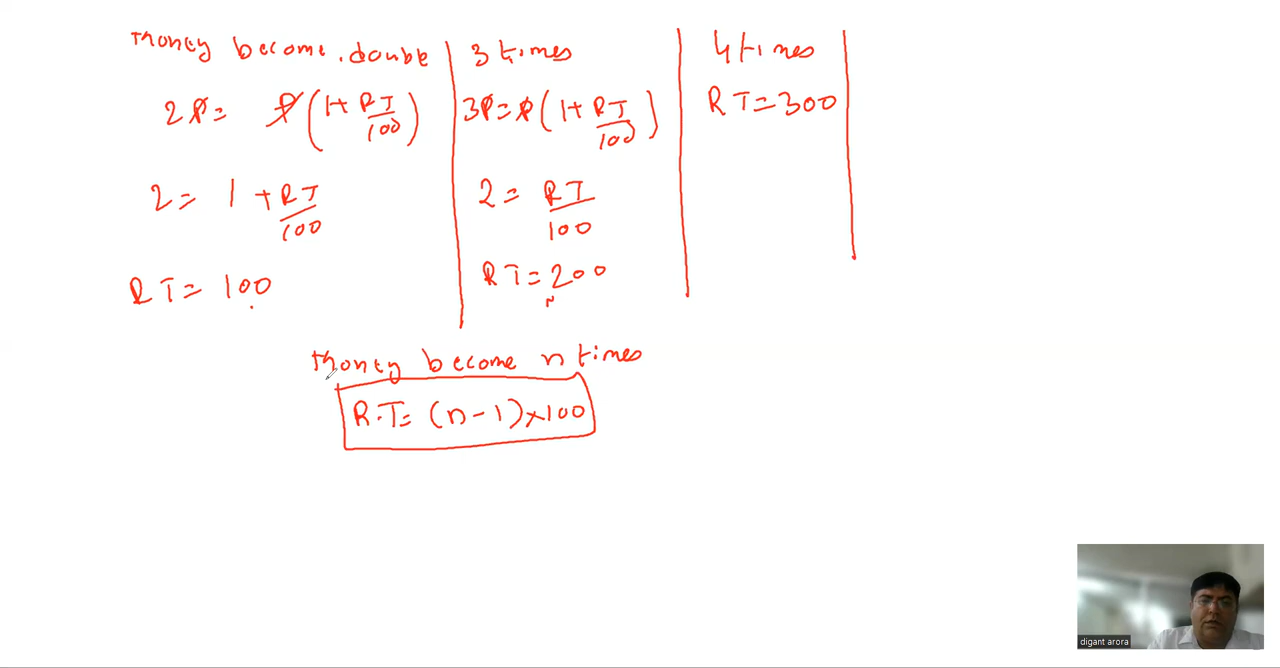 Money become .double
2P = P(1+ RT/100)
2 = 1 + RT/100
RT = 100
3 times
3P = P(1+ RT/100)
2 = RT/100
RT = 200
4 times
RT = 300
Money become n times
R.T = (n-1)×100
digant arora